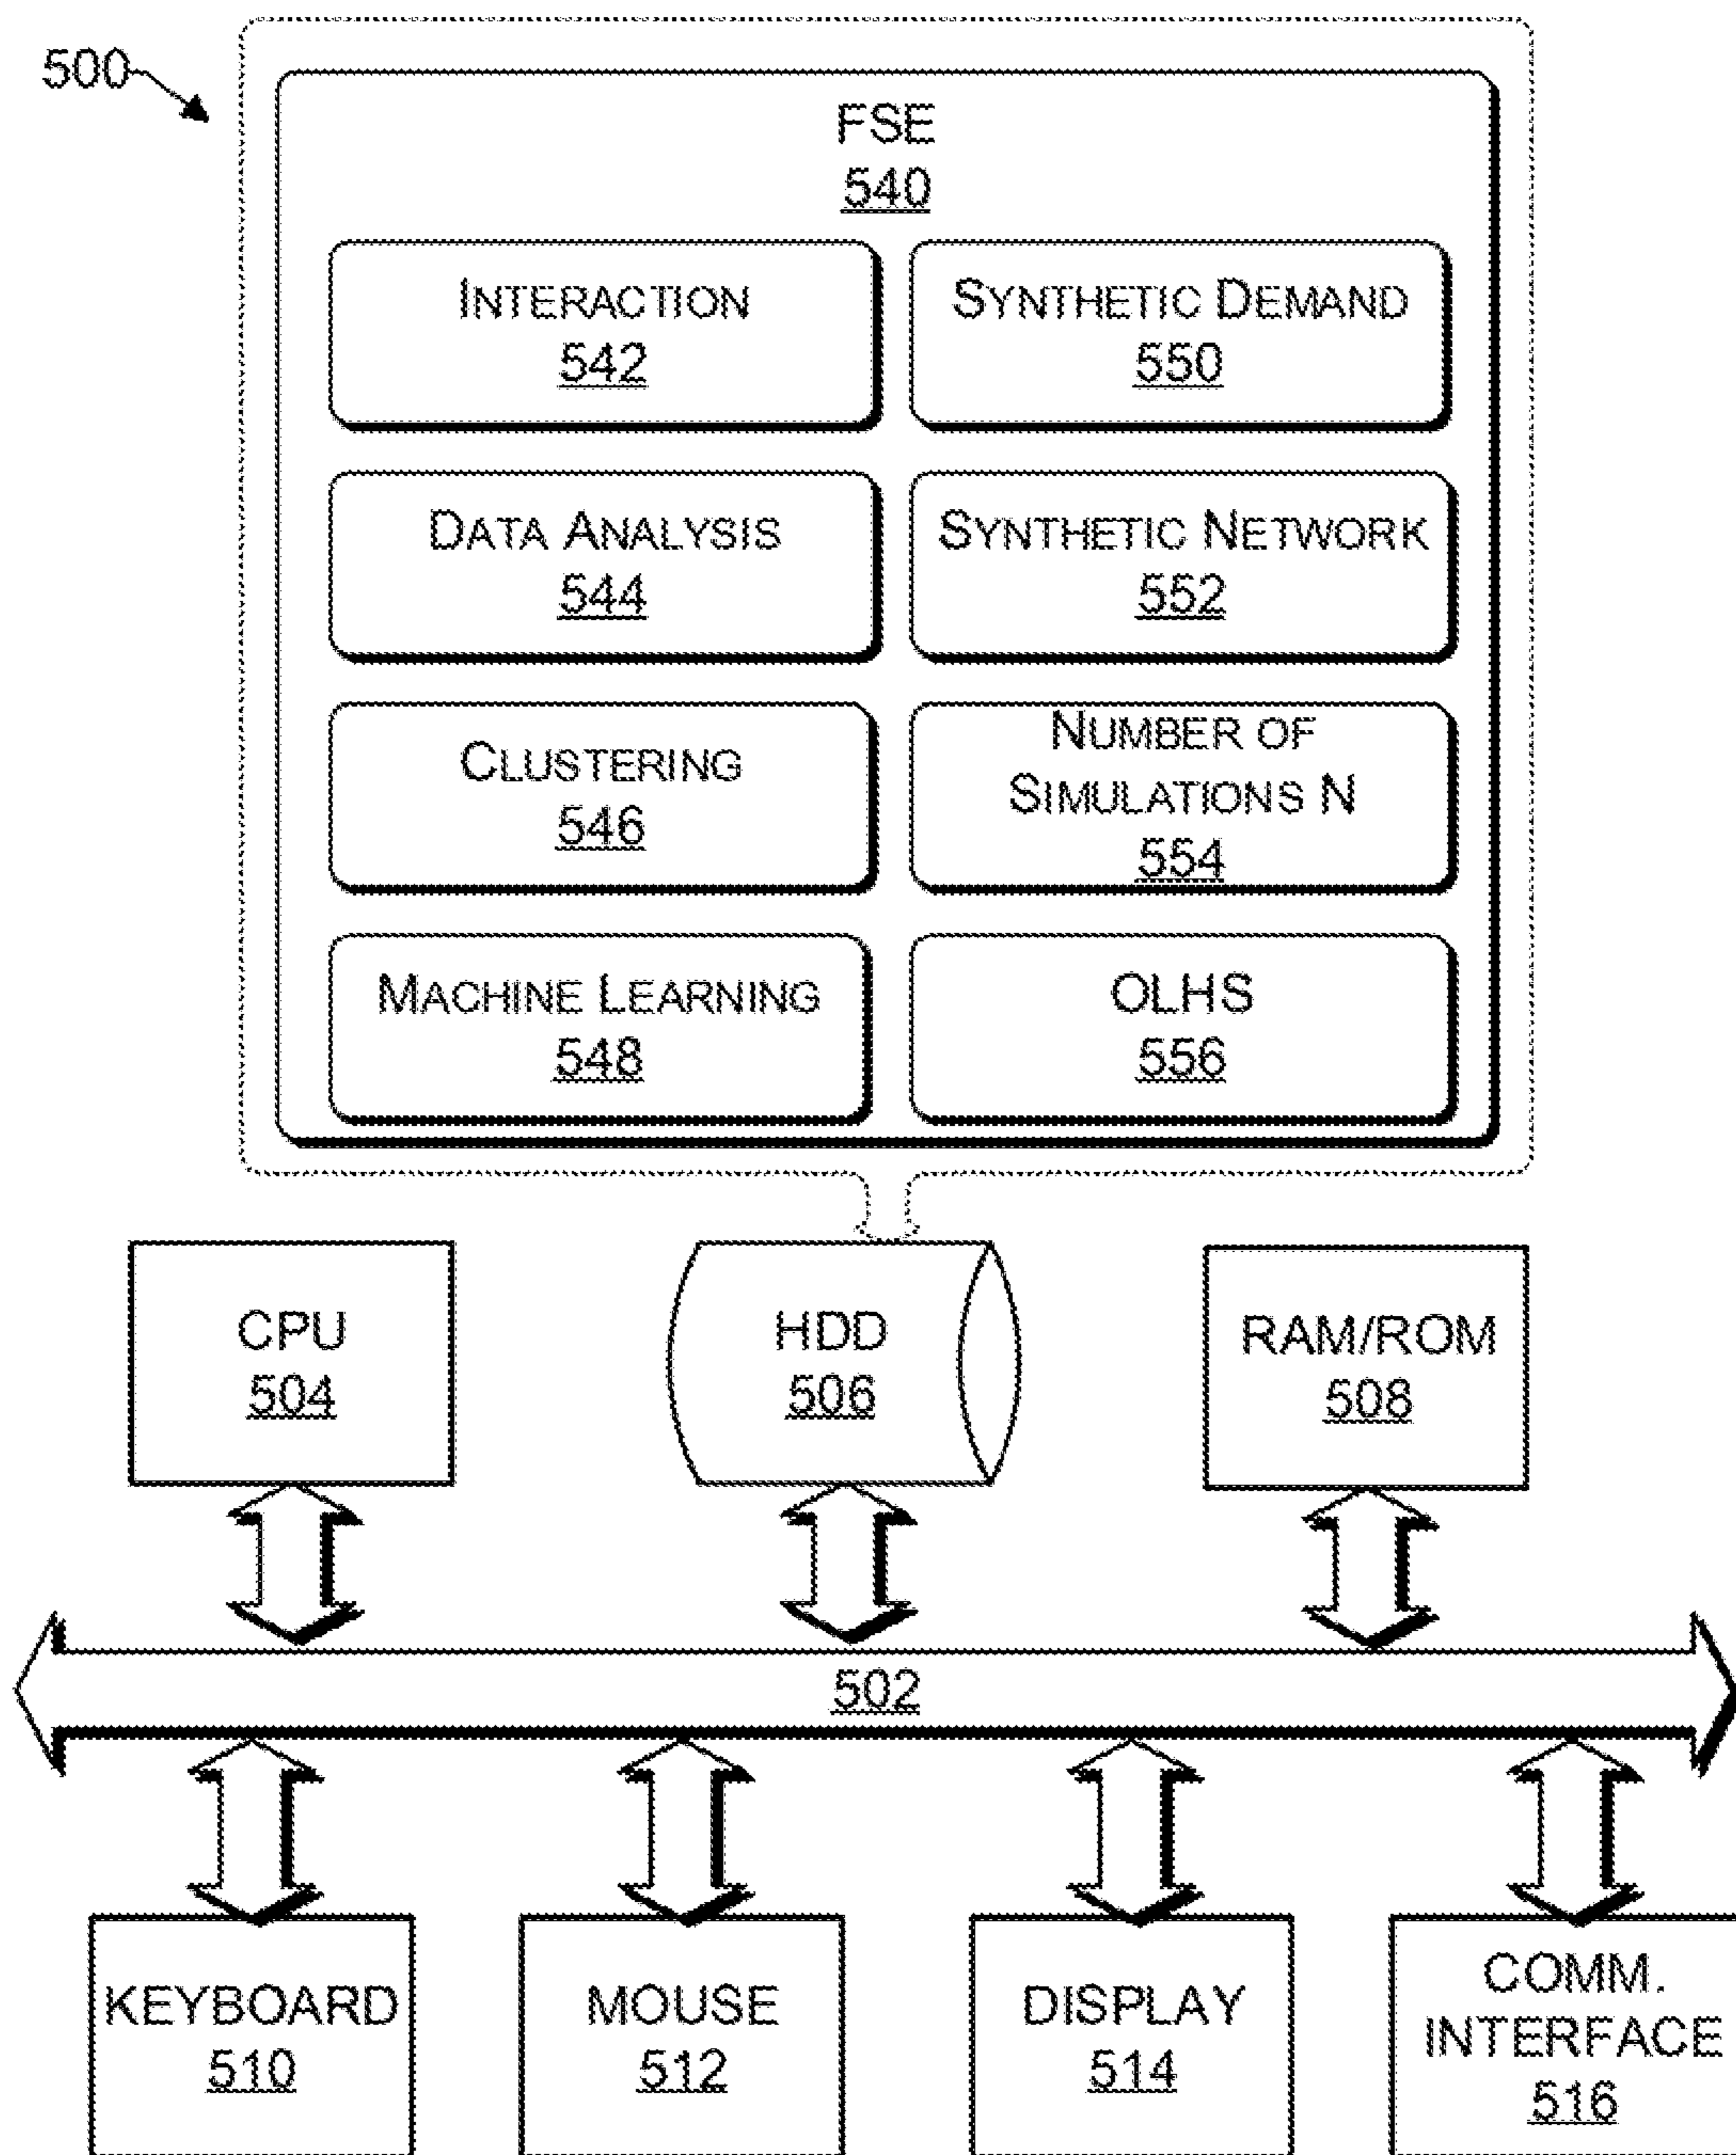 500
FSE
540
INTERACTION
542
SYNTHETIC DEMAND
550
DATA ANALYSIS
544
SYNTHETIC NETWORK
552
CLUSTERING
546
NUMBER OF
SIMULATIONS N
554
MACHINE LEARNING
548
OLHS
556
CPU
504
HDD
506
RAM/ROM
508
502
KEYBOARD
510
MOUSE
512
DISPLAY
514
COMM.
INTERFACE
516